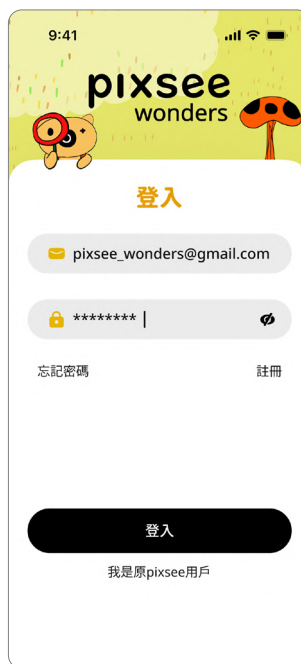 9:41
pixsee
wonders
登入
pixsee_wonders@gmail.com
******** |
忘記密碼 註冊
登入
我是原pixsee用戶